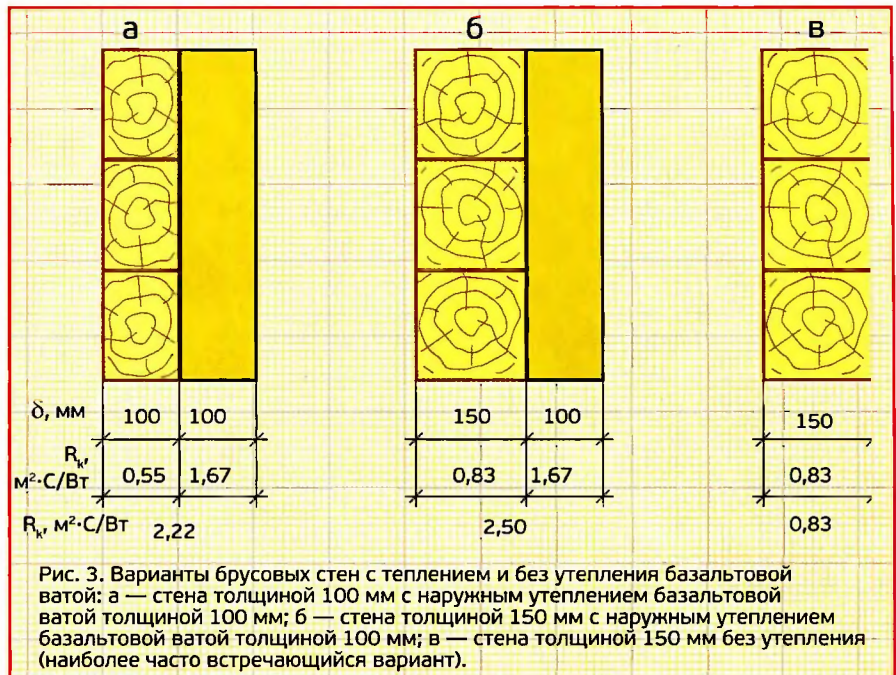 а б в
δ, мм 100 100 150 100 150
R_k,
м²·С/Вт 0,55 1,67 0,83 1,67 0,83
R_k, м²·С/Вт 2,22 2,50 0,83
Рис. 3. Варианты брусовых стен с теплением и без утепления базальтовой
ватой: а — стена толщиной 100 мм с наружным утеплением базальтовой
ватой толщиной 100 мм; б — стена толщиной 150 мм с наружным утеплением
базальтовой ватой толщиной 100 мм; в — стена толщиной 150 мм без утепления
(наиболее часто встречающийся вариант).